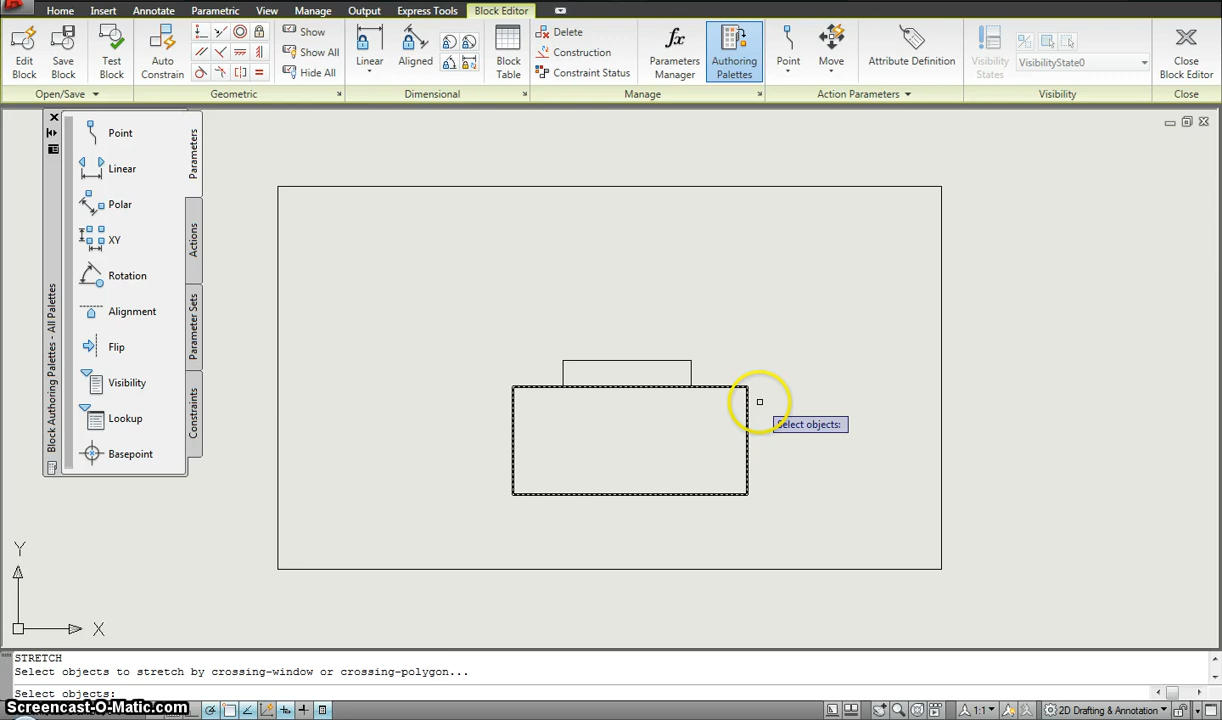 Home Insert Annotate Parametric View Manage Output Express Tools Block Editor
Edit Block
Save Block
Test Block
Auto Constrain
Show
Show All
Hide All
Linear
Aligned
Block Table
Delete
Construction
Constraint Status
fx
Parameters Manager
Authoring Palettes
Point
Move
Attribute Definition
Visibility States
VisibilityState0
Close Block Editor
Open/Save Geometric Dimensional Manage Action Parameters Visibility Close
Point
Linear
Polar
XY
Rotation
Alignment
Flip
Visibility
Lookup
Basepoint
Parameters
Actions
Parameter Sets
Constraints
Block Authoring Palettes - All Palettes
Select objects:
Y
X
STRETCH
Select objects to stretch by crossing-window or crossing-polygon...
Select objects:
Screencast-O-Matic.com
1:1
2D Drafting & Annotation